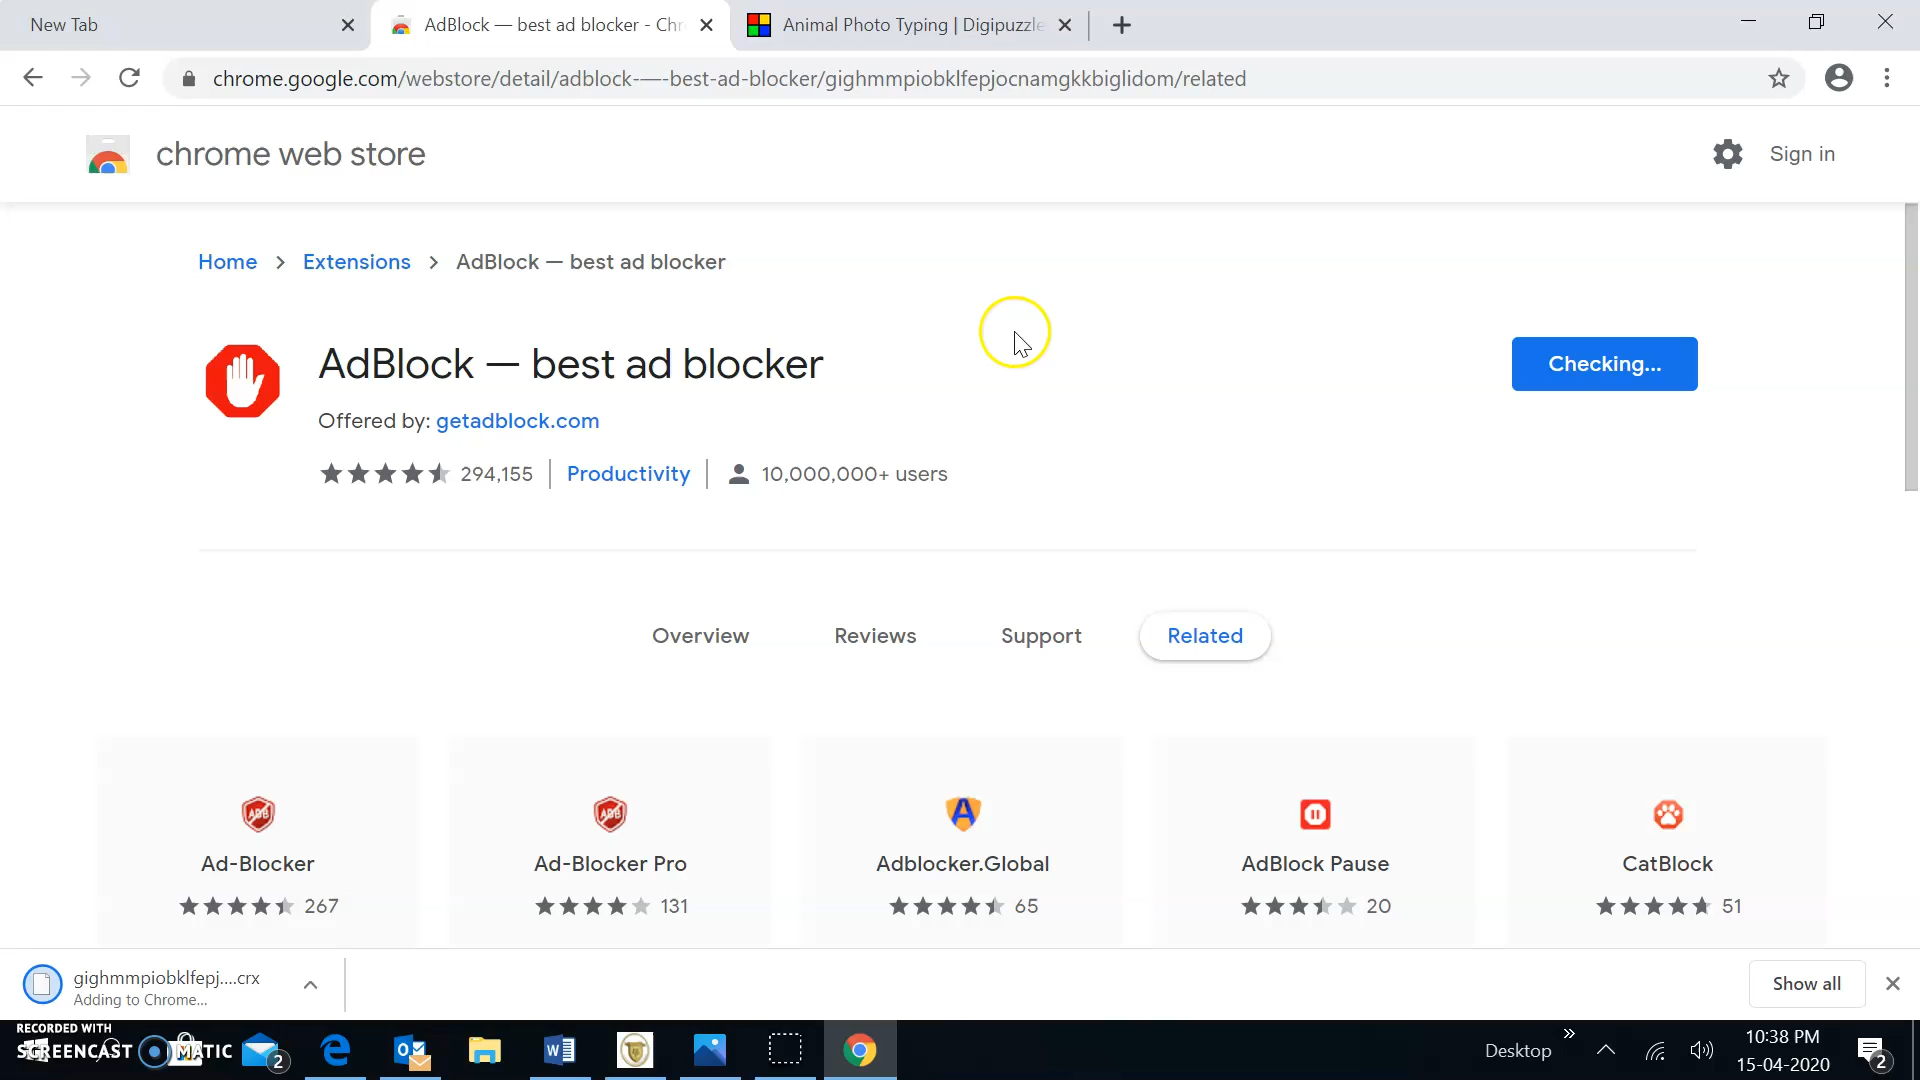 New Tab
AdBlock — best ad blocker - Chr
Animal Photo Typing | Digipuzzle
chrome.google.com/webstore/detail/adblock-—-best-ad-blocker/gighmmpiobklfepjocnamgkkbiglidom/related
chrome web store
Sign in
Home > Extensions > AdBlock — best ad blocker
AdBlock — best ad blocker
Checking...
Offered by: getadblock.com
294,155 | Productivity | 10,000,000+ users
Overview Reviews Support Related
Ad-Blocker
267
Ad-Blocker Pro
131
Adblocker.Global
65
AdBlock Pause
20
CatBlock
51
gighmmpiobklfepj....crx
Adding to Chrome...
Show all
RECORDED WITH
SCREENCAST MATIC
2
Desktop
10:38 PM
15-04-2020
2